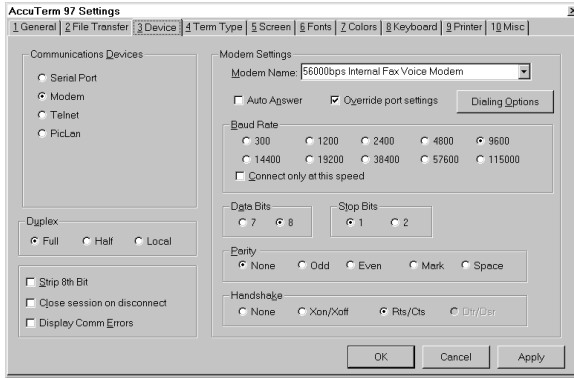 AccuTerm 97 Settings
1 General 2 File Transfer 3 Device 4 Term Type 5 Screen 6 Fonts 7 Colors 8 Keyboard 9 Printer 10 Misc
Communications Devices
Serial Port
Modem
Telnet
PicLan
Duplex
Full Half Local
Strip 8th Bit
Close session on disconnect
Display Comm Errors
Modem Settings
Modem Name: 56000bps Internal Fax Voice Modem
Auto Answer Override port settings Dialing Options
Baud Rate
300 1200 2400 4800 9600
14400 19200 38400 57600 115000
Connect only at this speed
Data Bits
7 8
Stop Bits
1 2
Parity
None Odd Even Mark Space
Handshake
None Xon/Xoff Rts/Cts Dtr/Dsr
OK Cancel Apply